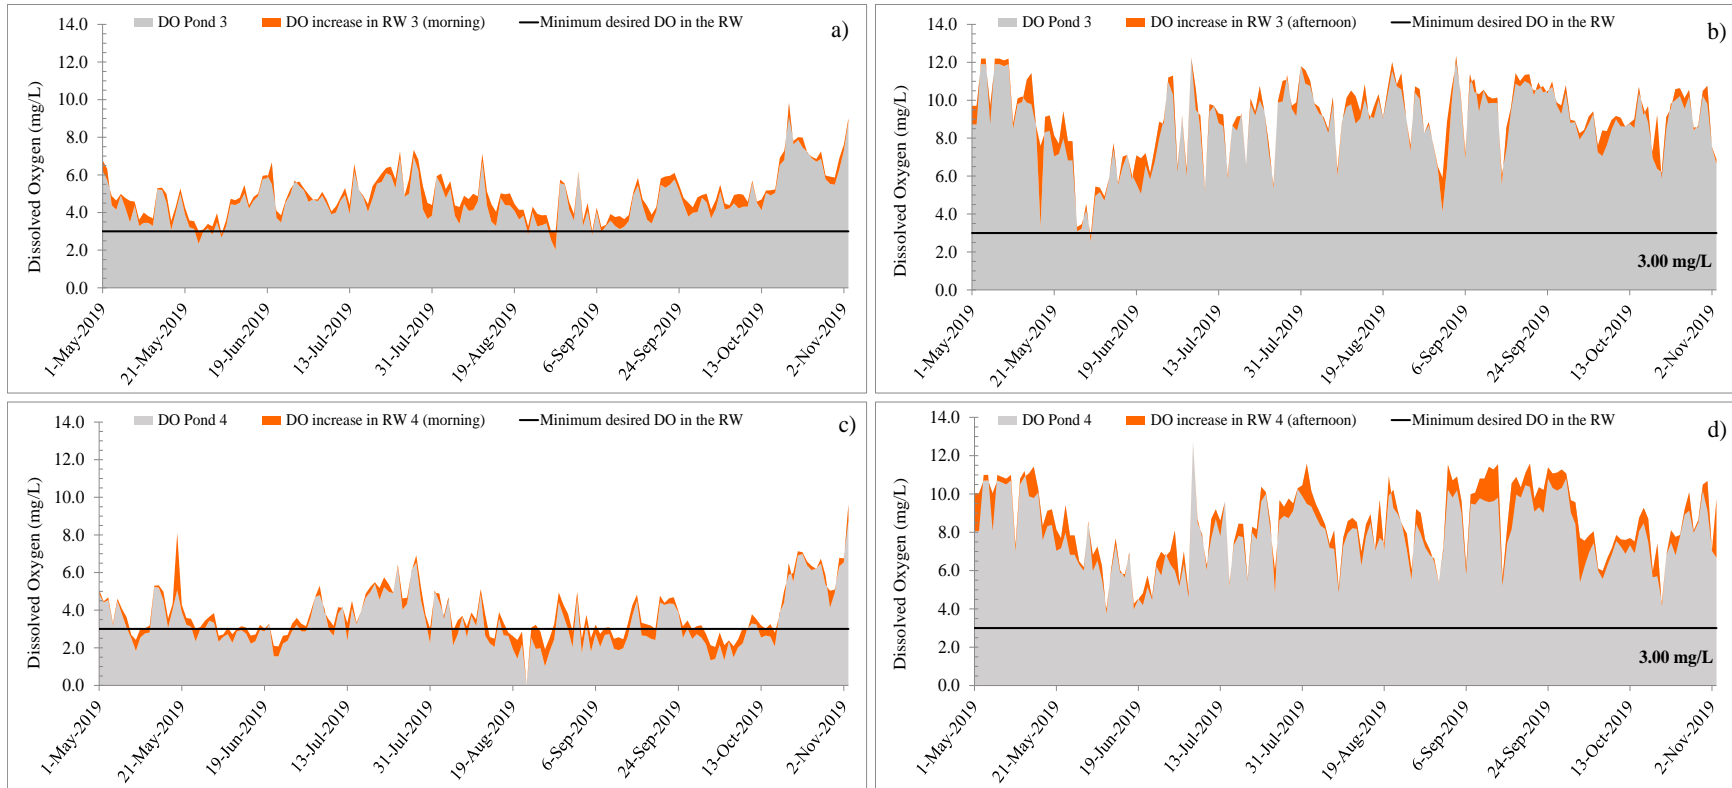 DO Pond 3 DO increase in RW 3 (morning) Minimum desired DO in the RW
a)
Dissolved Oxygen (mg/L)
14.0
12.0
10.0
8.0
6.0
4.0
2.0
0.0
1-May-2019
21-May-2019
19-Jun-2019
13-Jul-2019
31-Jul-2019
19-Aug-2019
6-Sep-2019
24-Sep-2019
13-Oct-2019
2-Nov-2019
DO Pond 3 DO increase in RW 3 (afternoon) Minimum desired DO in the RW
b)
Dissolved Oxygen (mg/L)
14.0
12.0
10.0
8.0
6.0
4.0
2.0
0.0
3.00 mg/L
1-May-2019
21-May-2019
19-Jun-2019
13-Jul-2019
31-Jul-2019
19-Aug-2019
6-Sep-2019
24-Sep-2019
13-Oct-2019
2-Nov-2019
DO Pond 4 DO increase in RW 4 (morning) Minimum desired DO in the RW
c)
Dissolved Oxygen (mg/L)
14.0
12.0
10.0
8.0
6.0
4.0
2.0
0.0
1-May-2019
21-May-2019
19-Jun-2019
13-Jul-2019
31-Jul-2019
19-Aug-2019
6-Sep-2019
24-Sep-2019
13-Oct-2019
2-Nov-2019
DO Pond 4 DO increase in RW 4 (afternoon) Minimum desired DO in the RW
d)
Dissolved Oxygen (mg/L)
14.0
12.0
10.0
8.0
6.0
4.0
2.0
0.0
3.00 mg/L
1-May-2019
21-May-2019
19-Jun-2019
13-Jul-2019
31-Jul-2019
19-Aug-2019
6-Sep-2019
24-Sep-2019
13-Oct-2019
2-Nov-2019